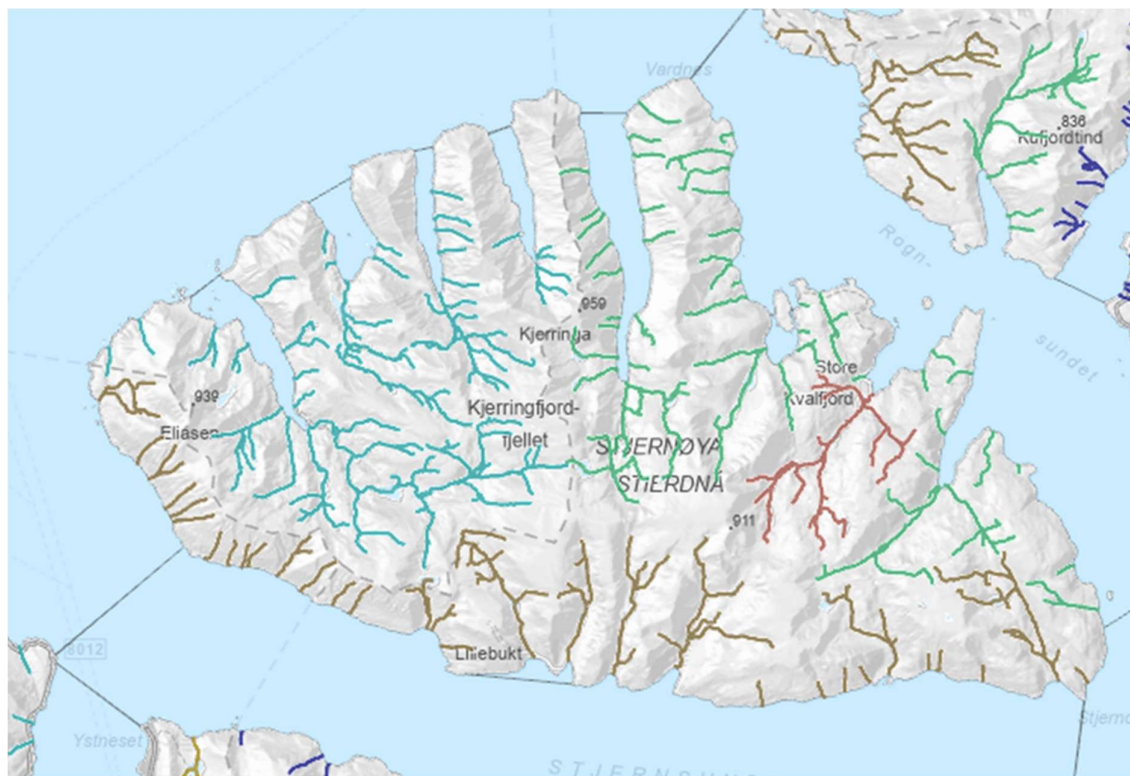 Vardnes
836
Kufjordtind
Rogn-
sundet
959
Kjerringa
Store
Kvalfjord
939
Eliasen
Kjerringfjord-
fjellet
STJERNØYA
STIERDNÁ
911
Lillebukt
8012
Ystneset
STJERNSUND